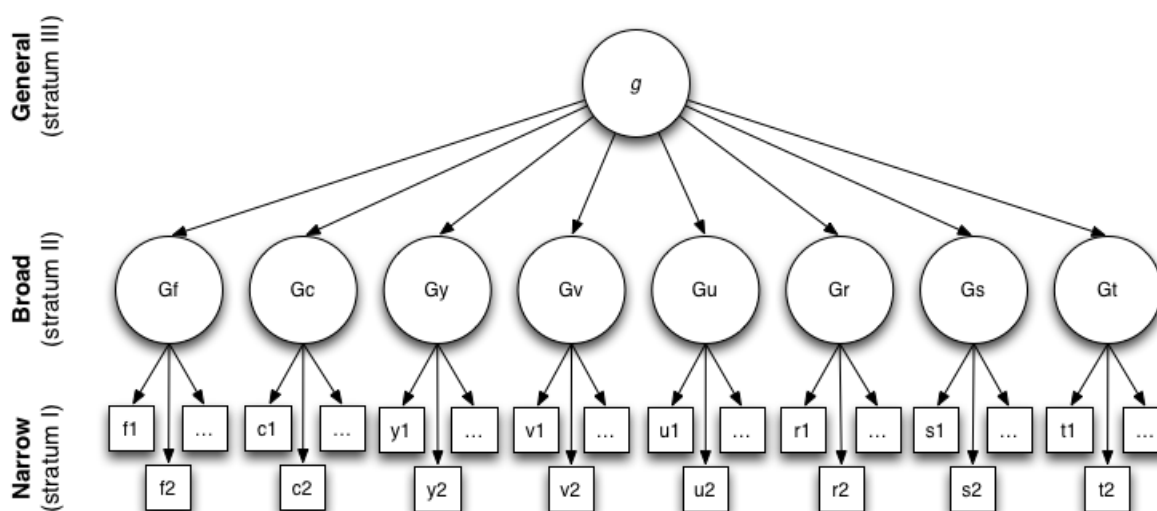 General
(stratum III)
g
Broad
(stratum II)
Gf Gc Gy Gv Gu Gr Gs Gt
Narrow
(stratum I)
f1 ... c1 ... y1 ... v1 ... u1 ... r1 ... s1 ... t1 ...
f2 c2 y2 v2 u2 r2 s2 t2